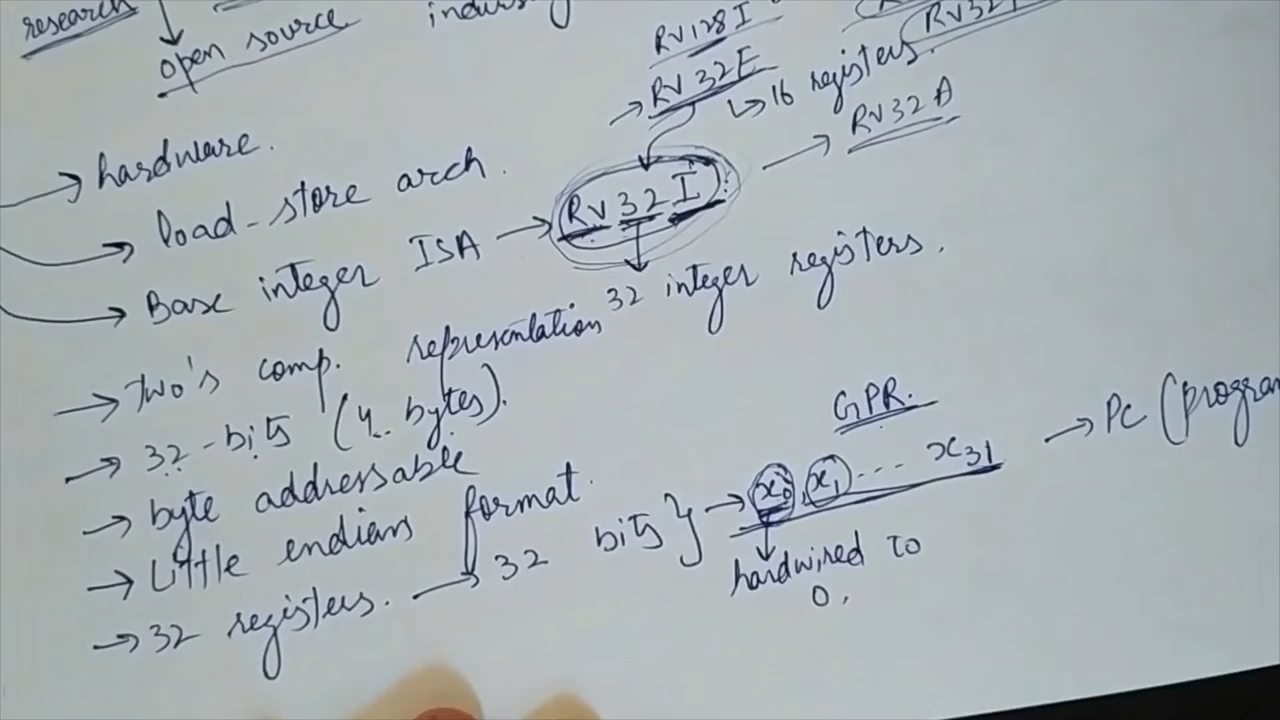 research
open source
RV128I
RV32E
→ 16 registers.
RV32A
→ hardware.
→ load-store arch.
→ Base integer ISA → RV32I
32 integer registers.
→ Two's comp. representation
→ 32-bits (4 bytes).
→ byte addressable
→ Little endians format.
→ 32 registers. → 32 bits} → x0, x1 ... x31
GPR.
→ PC (program
hardwired to
0.